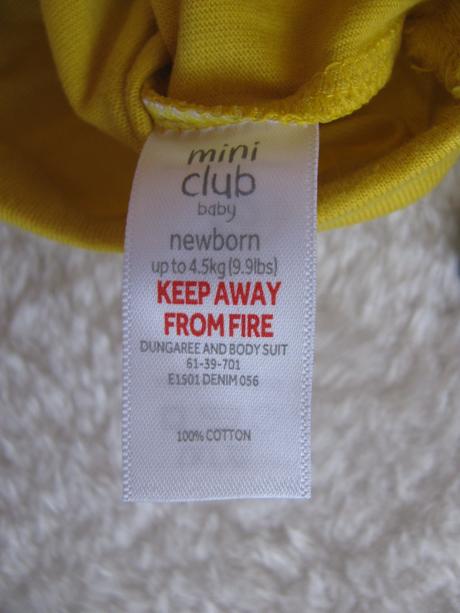 mini
club
baby
newborn
up to 4.5kg (9.9lbs)
KEEP AWAY
FROM FIRE
DUNGAREE AND BODY SUIT
61-39-701
E1S01 DENIM 056
100% COTTON